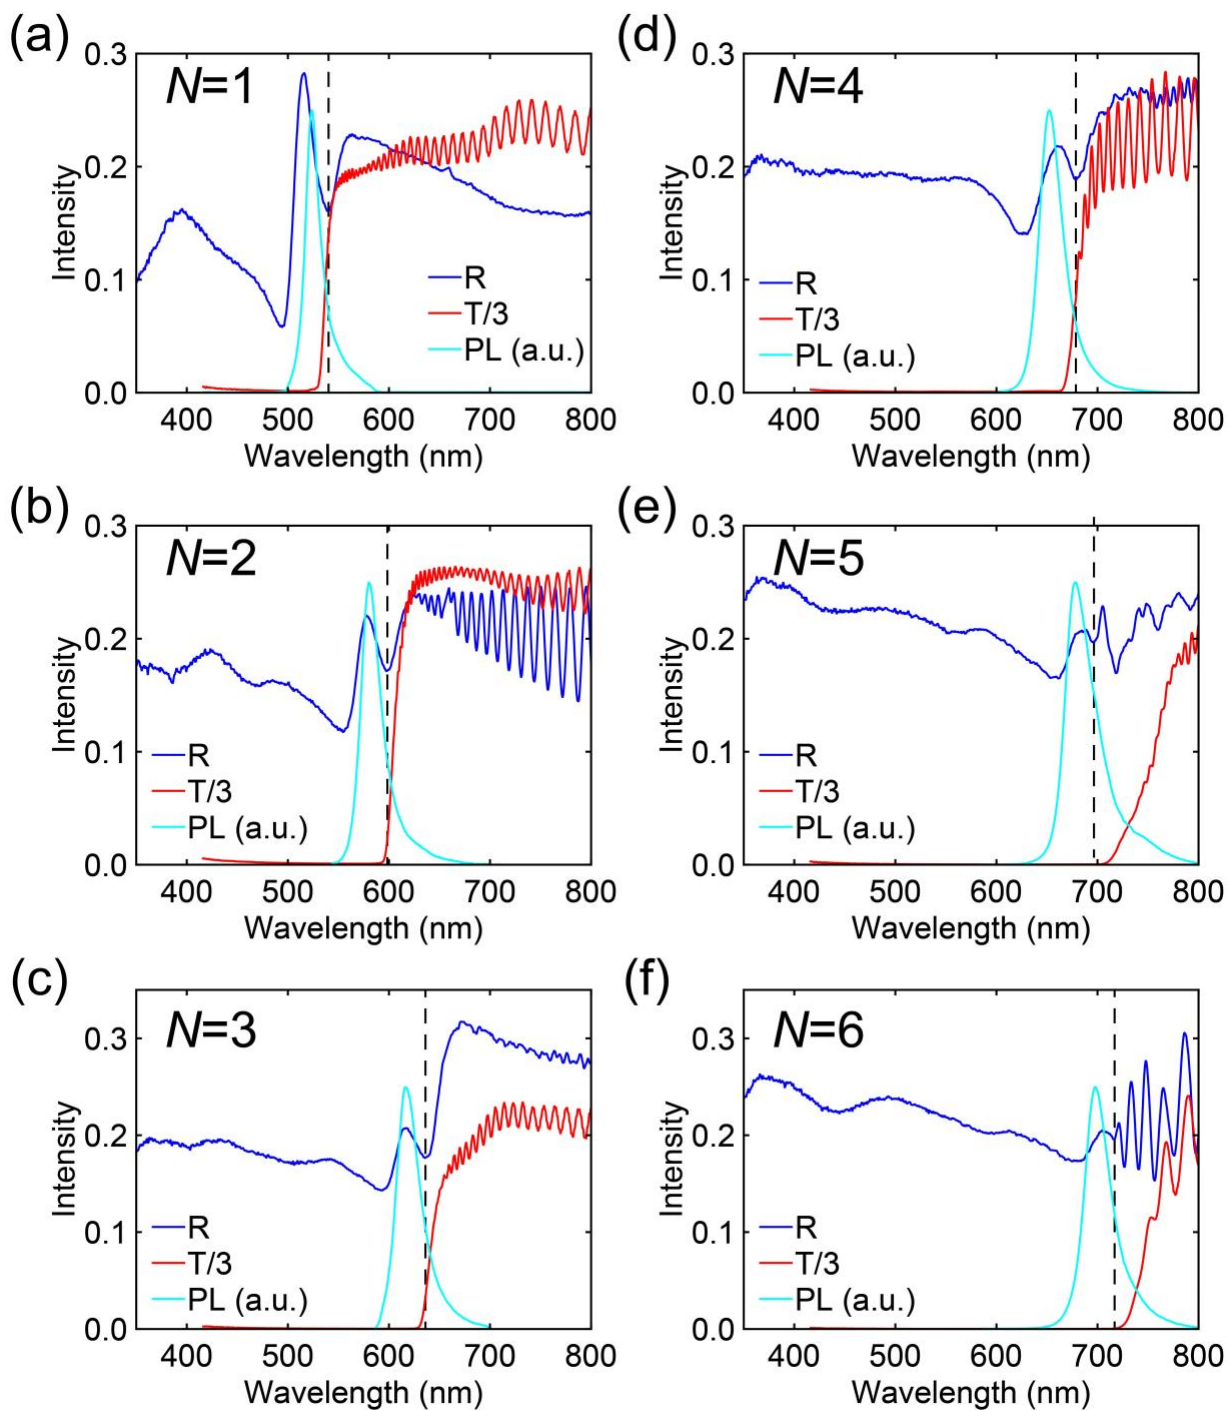 (a)
N=1
0.3
0.2
0.1
0.0
Intensity
R
T/3
PL (a.u.)
400 500 600 700 800
Wavelength (nm)
(b)
N=2
0.3
0.2
0.1
0.0
Intensity
R
T/3
PL (a.u.)
400 500 600 700 800
Wavelength (nm)
(c)
N=3
0.3
0.2
0.1
0.0
Intensity
R
T/3
PL (a.u.)
400 500 600 700 800
Wavelength (nm)
(d)
N=4
0.3
0.2
0.1
0.0
Intensity
R
T/3
PL (a.u.)
400 500 600 700 800
Wavelength (nm)
(e)
N=5
0.3
0.2
0.1
0.0
Intensity
R
T/3
PL (a.u.)
400 500 600 700 800
Wavelength (nm)
(f)
N=6
0.3
0.2
0.1
0.0
Intensity
R
T/3
PL (a.u.)
400 500 600 700 800
Wavelength (nm)